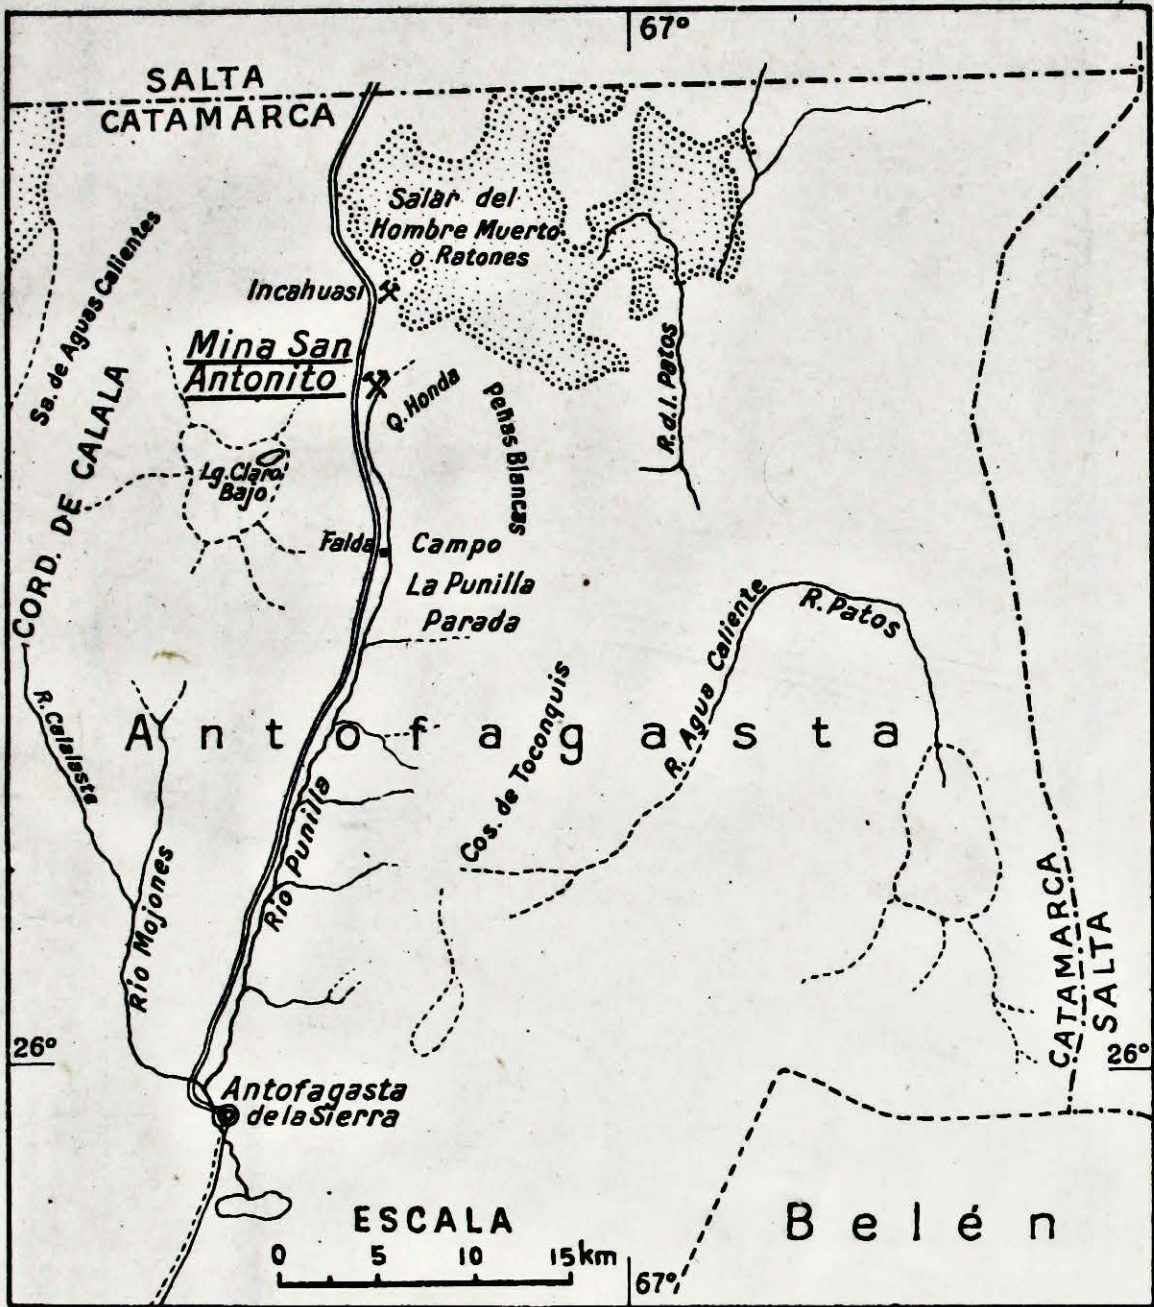 67°
SALTA
CATAMARCA
Salar del
Hombre Muerto
ó Ratones
Sa. de Aguas Calientes
Incahuasi
Mina San
Antonito
Q. Honda
Peñas Blancas
R. d. l. Patos
CORD. DE CALALA
Lg. Claro
Bajo
Falda
Campo
La Punilla
Parada
R. Patos
R. Agua Caliente
Cos. de Toconquis
R. Calalaste
Antofagasta
Río Punilla
Río Mojones
CATAMARCA
SALTA
26°
26°
Antofagasta
de la Sierra
Belén
ESCALA
0 5 10 15 km
67°